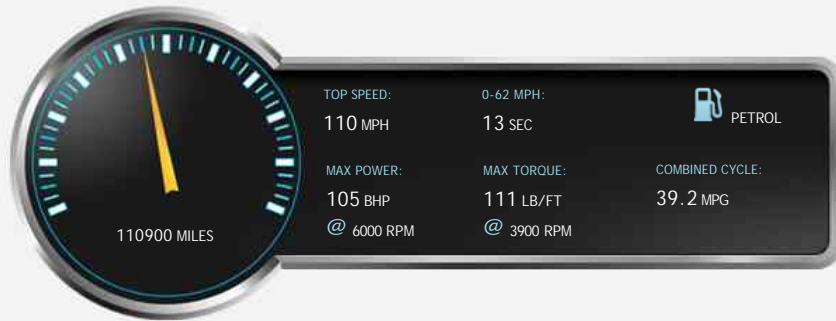 TOP SPEED:
110 MPH
0-62 MPH:
13 SEC
PETROL
MAX POWER:
105 BHP
@ 6000 RPM
MAX TORQUE:
111 LB/FT
@ 3900 RPM
COMBINED CYCLE:
39.2 MPG
110900 MILES